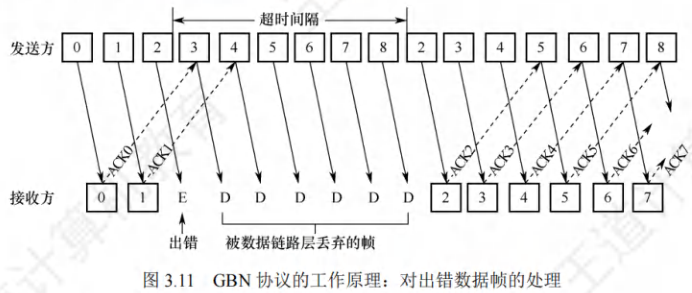 超时间隔
发送方 0 1 2 3 4 5 6 7 8 2 3 4 5 6 7 8
ACK0 ACK1 ACK2 ACK3 ACK4 ACK5 ACK6 ACK7
接收方 0 1 E D D D D D D 2 3 4 5 6 7
出错 被数据链路层丢弃的帧
图 3.11 GBN 协议的工作原理：对出错数据帧的处理